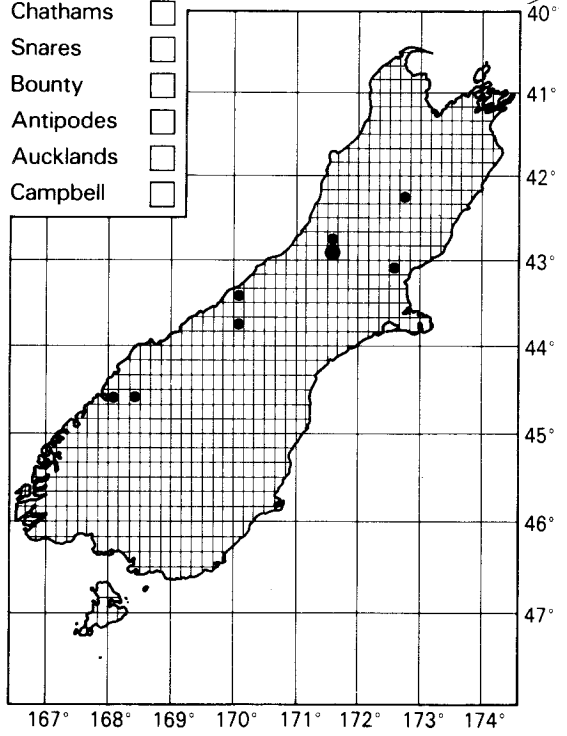 Chathams
Snares
Bounty
Antipodes
Aucklands
Campbell
40°
41°
42°
43°
44°
45°
46°
47°
167° 168° 169° 170° 171° 172° 173° 174°